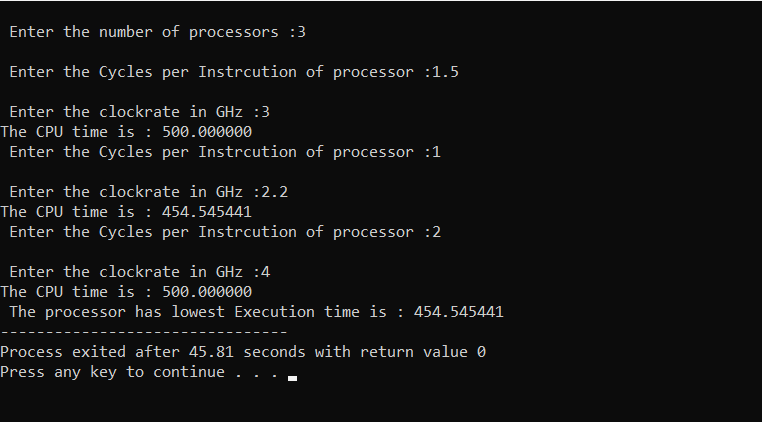 Enter the number of processors :3
Enter the Cycles per Instrcution of processor :1.5
Enter the clockrate in GHz :3
The CPU time is : 500.000000
Enter the Cycles per Instrcution of processor :1
Enter the clockrate in GHz :2.2
The CPU time is : 454.545441
Enter the Cycles per Instrcution of processor :2
Enter the clockrate in GHz :4
The CPU time is : 500.000000
The processor has lowest Execution time is : 454.545441
--------------------------------
Process exited after 45.81 seconds with return value 0
Press any key to continue . . .